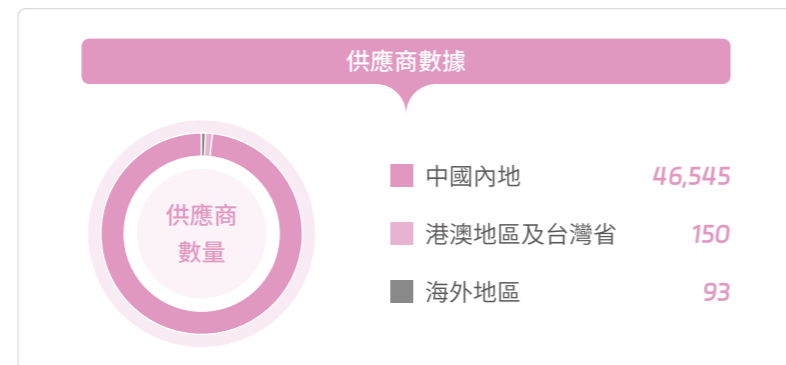 供應商數據
供應商
數量
中國內地 46,545
港澳地區及台灣省 150
海外地區 93